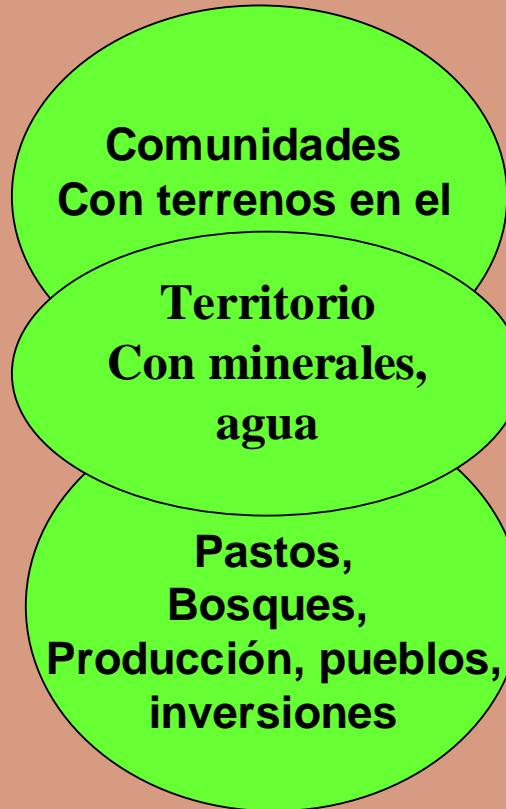 Comunidades
Con terrenos en el
Territorio
Con minerales,
agua
Pastos,
Bosques,
Producción, pueblos,
inversiones